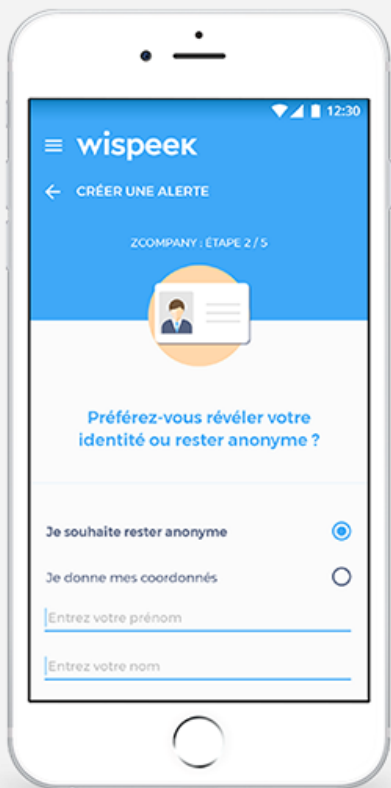 12:30
wispeek
CRÉER UNE ALERTE
ZCOMPANY : ÉTAPE 2 / 5
Préférez-vous révéler votre
identité ou rester anonyme ?
Je souhaite rester anonyme
Je donne mes coordonnés
Entrez votre prénom
Entrez votre nom